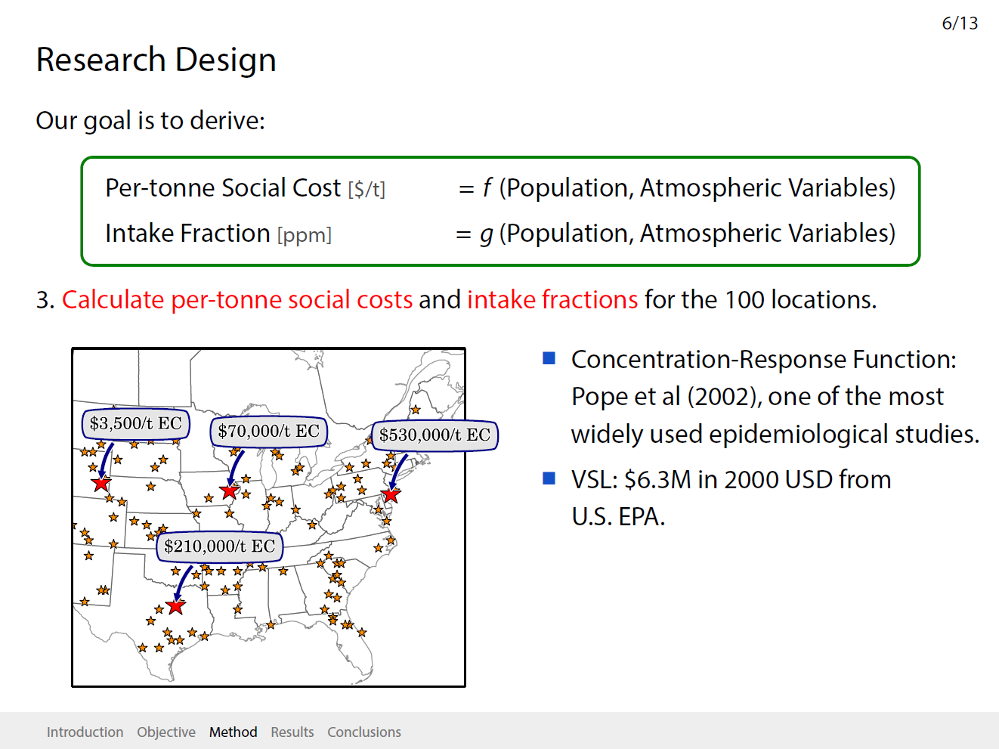 6/13
Research Design
Our goal is to derive:
Per-tonne Social Cost [$/t] = f (Population, Atmospheric Variables)
Intake Fraction [ppm] = g (Population, Atmospheric Variables)
3. Calculate per-tonne social costs and intake fractions for the 100 locations.
$3,500/t EC
$70,000/t EC
$530,000/t EC
$210,000/t EC
■ Concentration-Response Function:
Pope et al (2002), one of the most
widely used epidemiological studies.
■ VSL: $6.3M in 2000 USD from
U.S. EPA.
Introduction Objective Method Results Conclusions